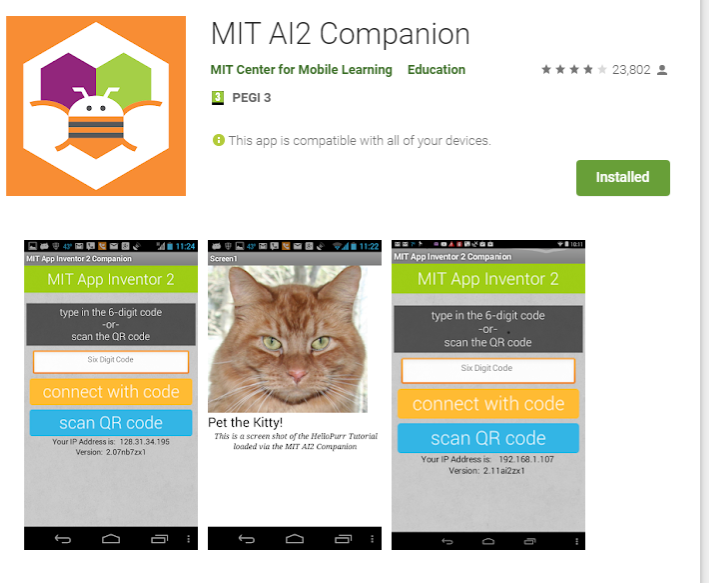 MIT AI2 Companion
MIT Center for Mobile Learning Education
23,802
3 PEGI 3
This app is compatible with all of your devices.
Installed
43° 11:24
MIT App Inventor 2 Companion
MIT App Inventor 2
type in the 6-digit code
-or-
scan the QR code
Six Digit Code
connect with code
scan QR code
Your IP Address is: 128.31.34.195
Version: 2.07nb7zx1
43° 11:22
Screen1
Pet the Kitty!
This is a screen shot of the HelloPurr Tutorial
loaded via the MIT AI2 Companion
10:11
MIT App Inventor 2 Companion
MIT App Inventor 2
type in the 6-digit code
-or-
scan the QR code
Six Digit Code
connect with code
scan QR code
Your IP Address is: 192.168.1.107
Version: 2.11ai2zx1